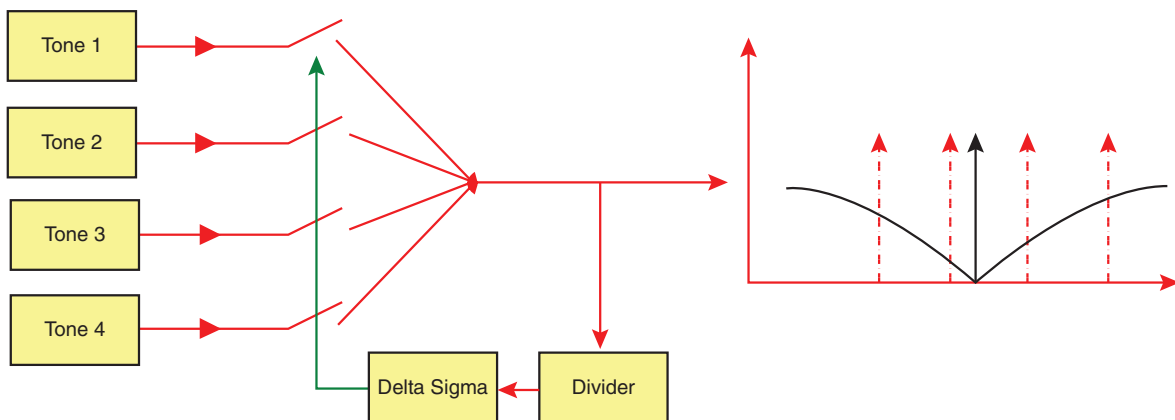 Tone 1
Tone 2
Tone 3
Tone 4
Delta Sigma
Divider